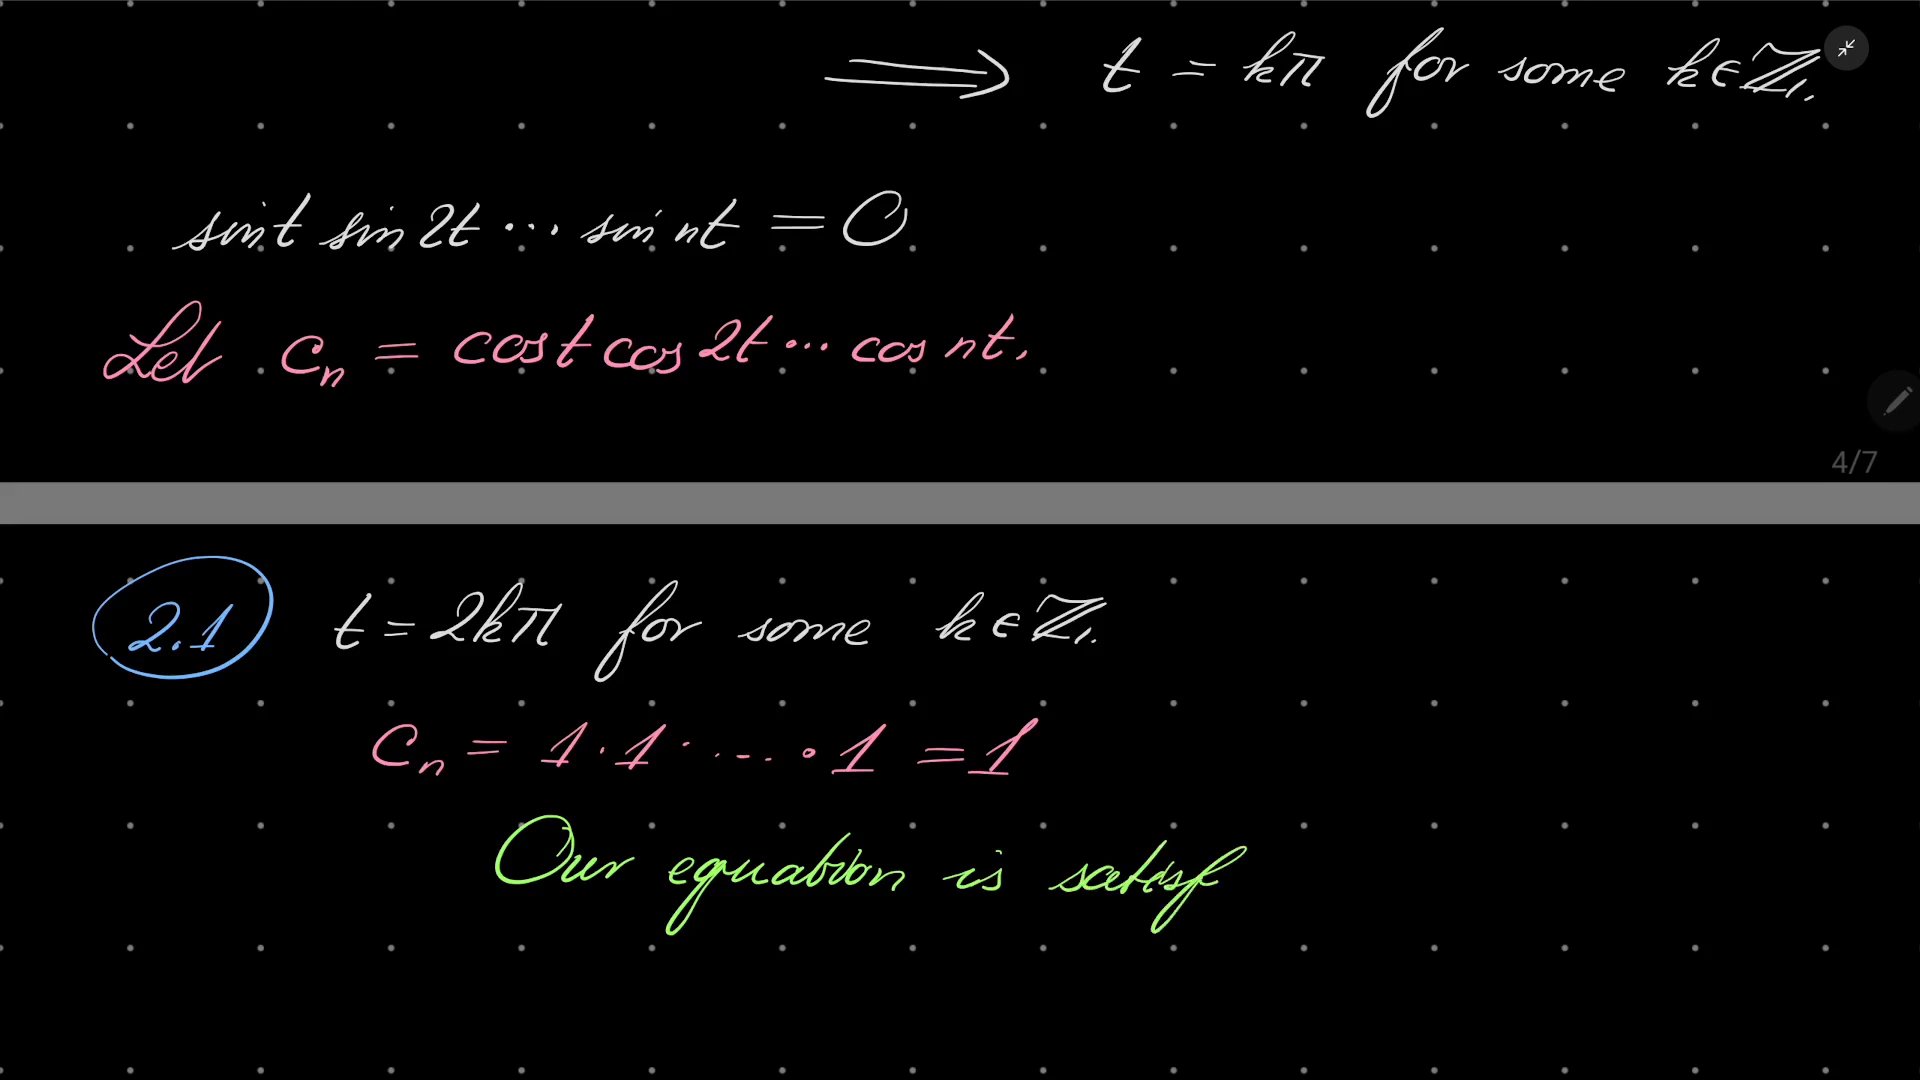 ⟹ t = kπ for some k∈ℤ.
sin t sin 2t ··· sin nt = 0
Let cₙ = cos t cos 2t ··· cos nt.
4/7
2.1 t = 2kπ for some k∈ℤ.
cₙ = 1·1·...·1 = 1
Our equation is satisf